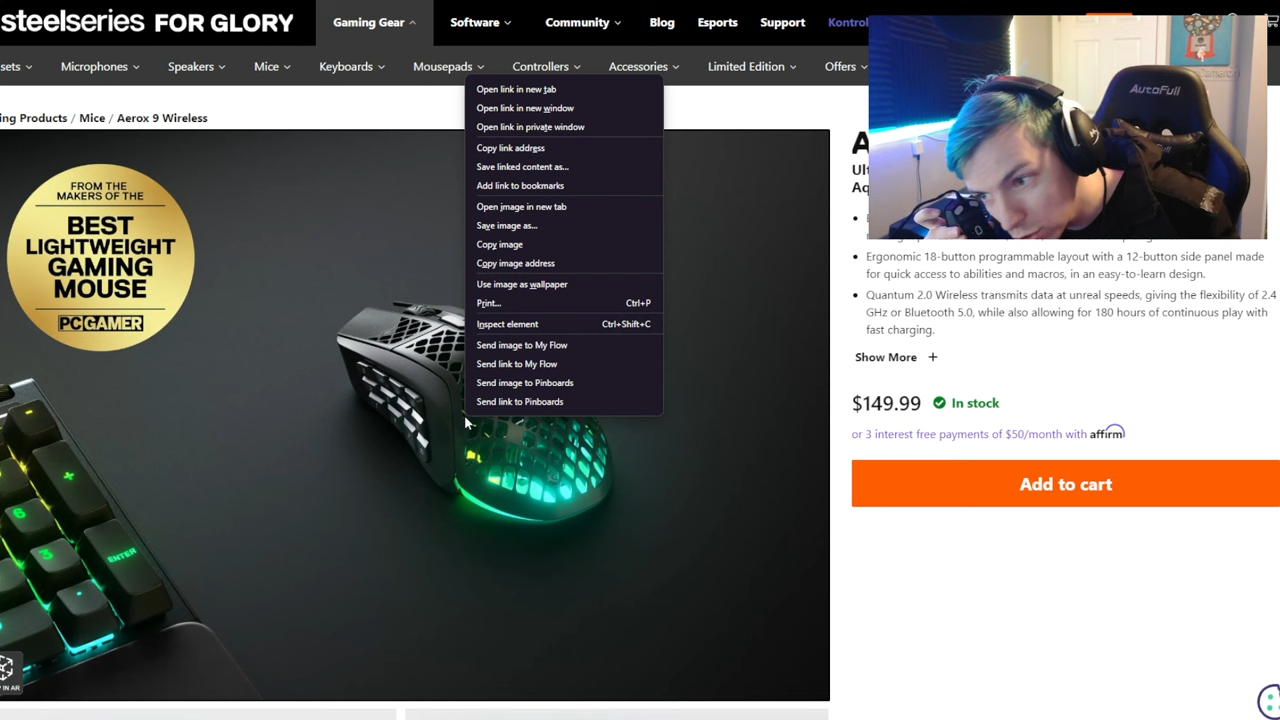 steelseries FOR GLORY
Gaming Gear
Software
Community
Blog
Esports
Support
Kontrol
sets
Microphones
Speakers
Mice
Keyboards
Mousepads
Controllers
Accessories
Limited Edition
Offers
ing Products / Mice / Aerox 9 Wireless
FROM THE
MAKERS OF THE
BEST
LIGHTWEIGHT
GAMING
MOUSE
PC GAMER
Open link in new tab
Open link in new window
Open link in private window
Copy link address
Save linked content as...
Add link to bookmarks
Open image in new tab
Save image as...
Copy image
Copy image address
Use image as wallpaper
Print... Ctrl+P
Inspect element Ctrl+Shift+C
Send image to My Flow
Send link to My Flow
Send image to Pinboards
Send link to Pinboards
6
3
+
-
ENTER
IN AR
AUTOFULL
AutoFull
Ul
Aq
Ergonomic 18-button programmable layout with a 12-button side panel made
for quick access to abilities and macros, in an easy-to-learn design.
Quantum 2.0 Wireless transmits data at unreal speeds, giving the flexibility of 2.4
GHz or Bluetooth 5.0, while also allowing for 180 hours of continuous play with
fast charging.
Show More +
$149.99 In stock
or 3 interest free payments of $50/month with affirm
Add to cart